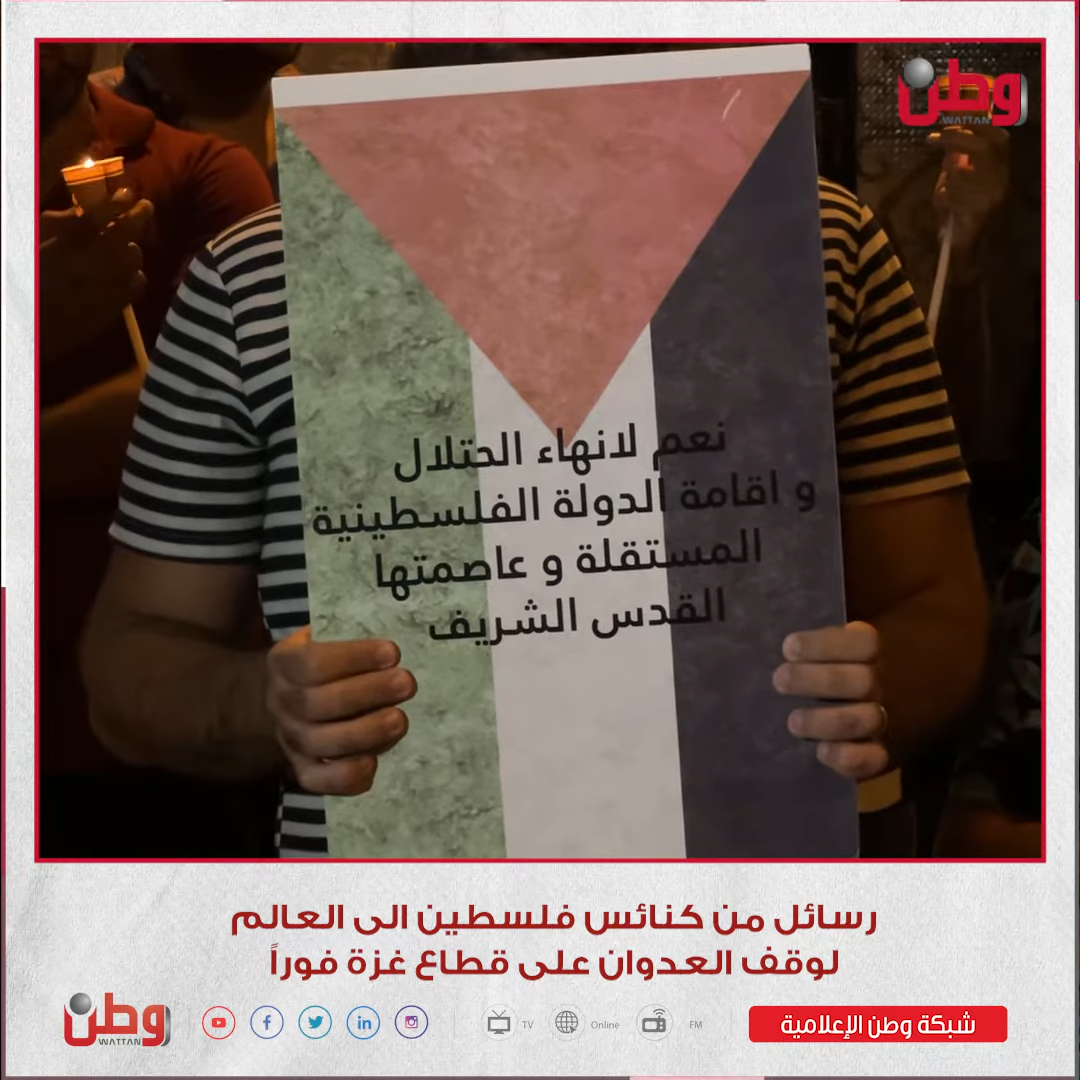 وطن
WATTAN
نعم لانهاء الحتلال
و اقامة الدولة الفلسطينية
المستقلة و عاصمتها
القدس الشريف
رسائل من كنائس فلسطين الى العالم
لوقف العدوان على قطاع غزة فوراً
وطن
WATTAN
TV
Online
FM
شبكة وطن الإعلامية